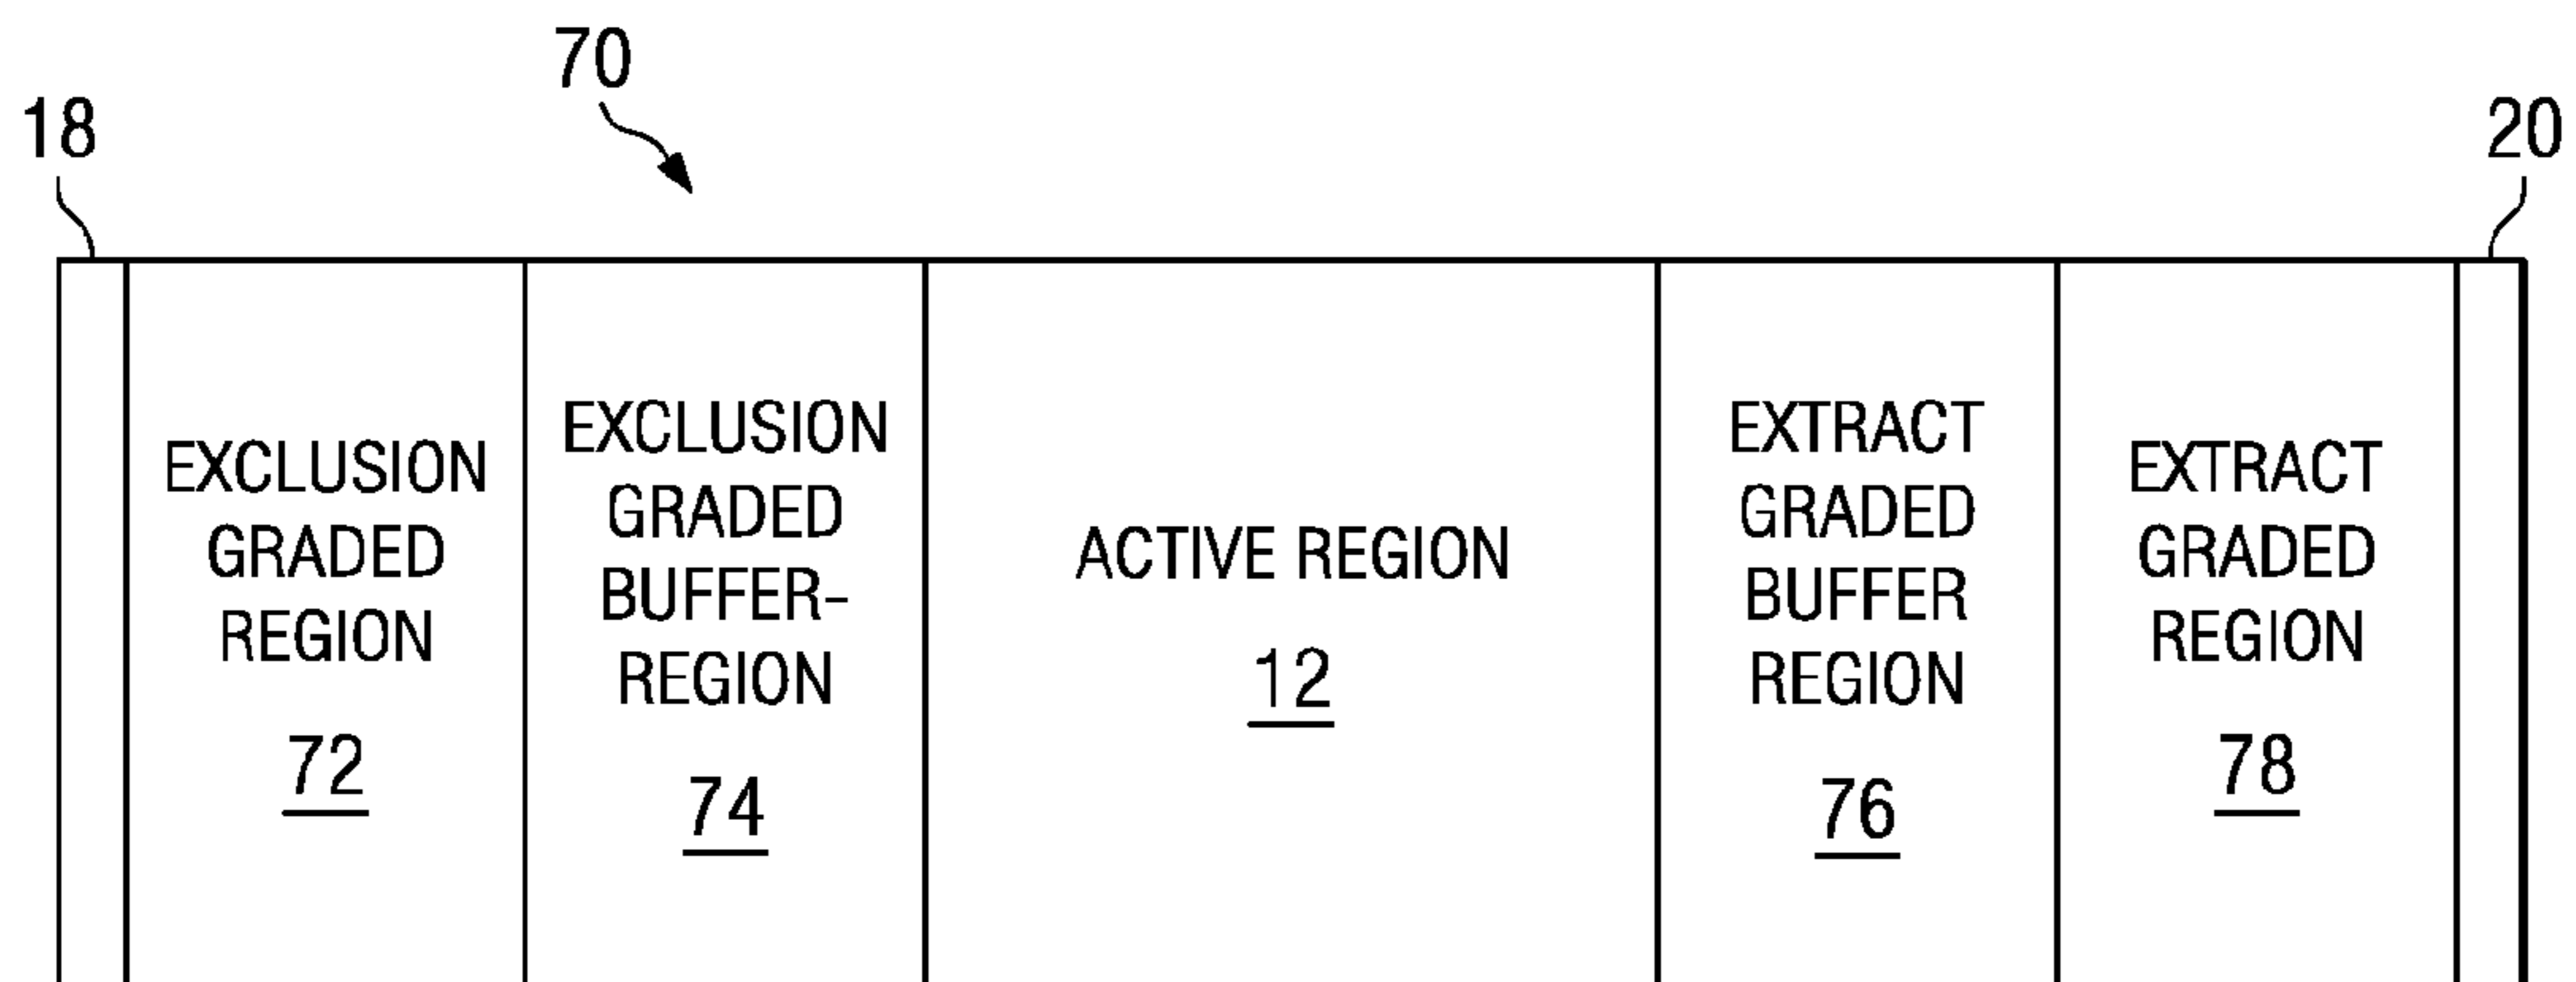 70
18
20
EXCLUSION
GRADED
REGION
72
EXCLUSION
GRADED
BUFFER-
REGION
74
ACTIVE REGION
12
EXTRACT
GRADED
BUFFER
REGION
76
EXTRACT
GRADED
REGION
78